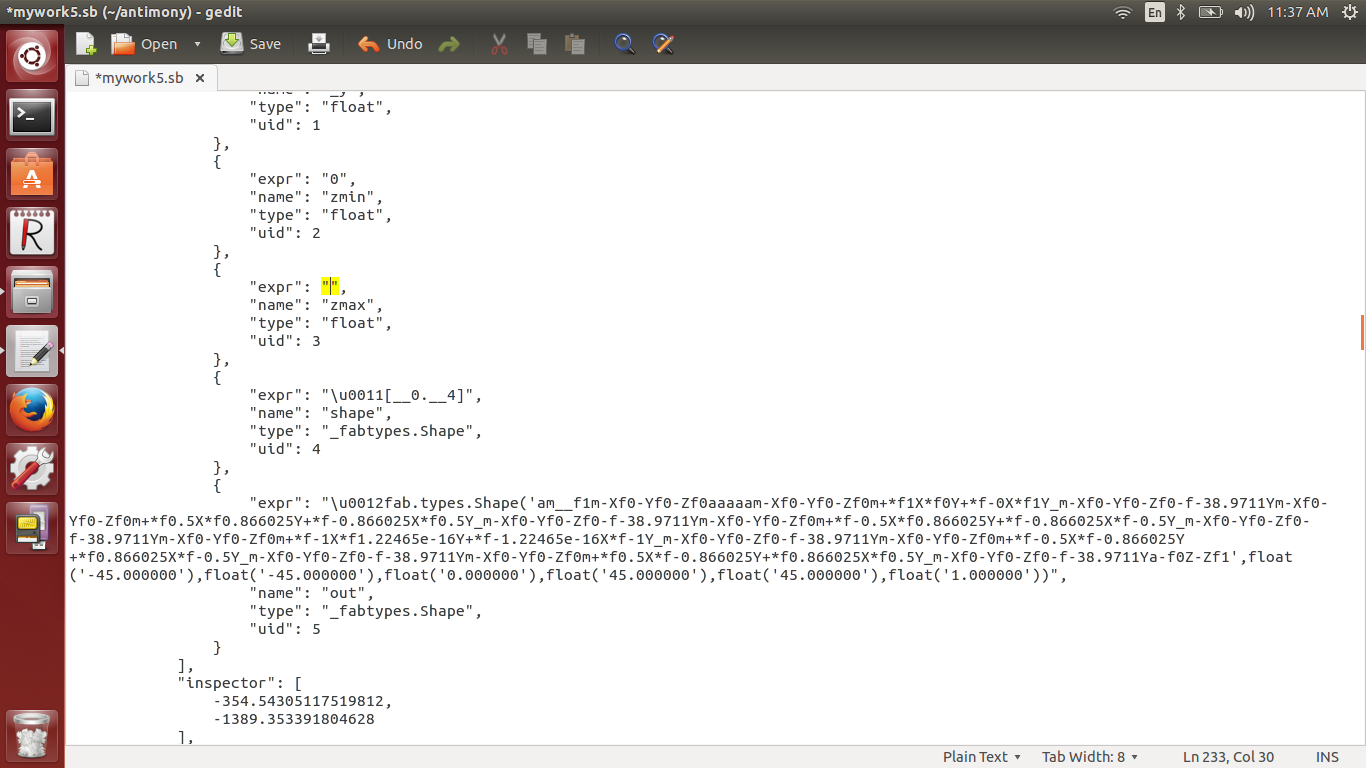 *mywork5.sb (~/antimony) - gedit
En
11:37 AM
Open
Save
Undo
*mywork5.sb ×
"name": "_y",
"type": "float",
"uid": 1
},
{
"expr": "0",
"name": "zmin",
"type": "float",
"uid": 2
},
{
"expr": "",
"name": "zmax",
"type": "float",
"uid": 3
},
{
"expr": "\u0011[__0.__4]",
"name": "shape",
"type": "_fabtypes.Shape",
"uid": 4
},
{
"expr": "\u0012fab.types.Shape('am__f1m-Xf0-Yf0-Zf0aaaaam-Xf0-Yf0-Zf0m+*f1X*f0Y+*f-0X*f1Y_m-Xf0-Yf0-Zf0-f-38.9711Ym-Xf0-
Yf0-Zf0m+*f0.5X*f0.866025Y+*f-0.866025X*f0.5Y_m-Xf0-Yf0-Zf0-f-38.9711Ym-Xf0-Yf0-Zf0m+*f-0.5X*f0.866025Y+*f-0.866025X*f-0.5Y_m-Xf0-Yf0-Zf0-
f-38.9711Ym-Xf0-Yf0-Zf0m+*f-1X*f1.22465e-16Y+*f-1.22465e-16X*f-1Y_m-Xf0-Yf0-Zf0-f-38.9711Ym-Xf0-Yf0-Zf0m+*f-0.5X*f-0.866025Y
+*f0.866025X*f-0.5Y_m-Xf0-Yf0-Zf0-f-38.9711Ym-Xf0-Yf0-Zf0m+*f0.5X*f-0.866025Y+*f0.866025X*f0.5Y_m-Xf0-Yf0-Zf0-f-38.9711Ya-f0Z-Zf1',float
('-45.000000'),float('-45.000000'),float('0.000000'),float('45.000000'),float('45.000000'),float('1.000000'))",
"name": "out",
"type": "_fabtypes.Shape",
"uid": 5
}
],
"inspector": [
-354.54305117519812,
-1389.353391804628
],
Plain Text
Tab Width: 8
Ln 233, Col 30
INS